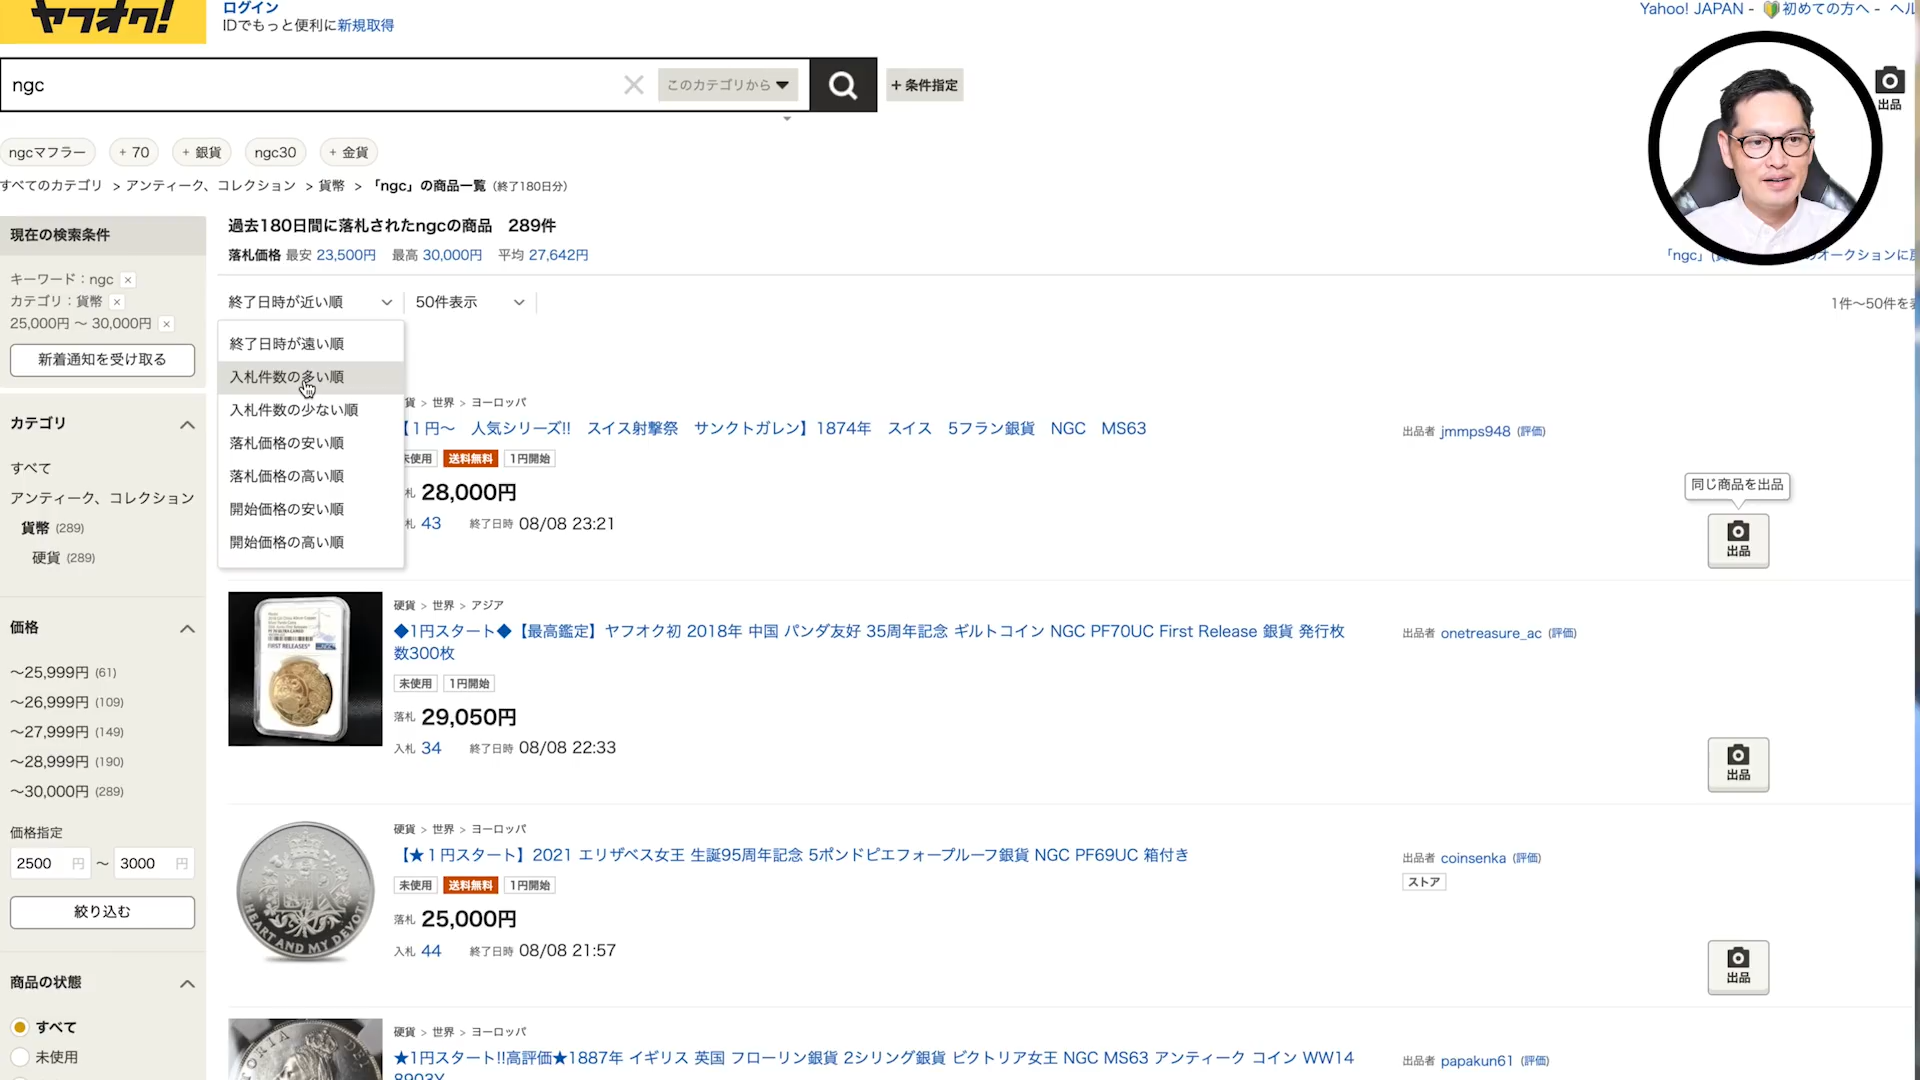 ヤフオク!
ログイン
IDでもっと便利に新規取得
Yahoo! JAPAN - 初めての方へ - ヘル
ngc
このカテゴリから
+ 条件指定
出品
ngcマフラー
+ 70
+ 銀貨
ngc30
+ 金貨
すべてのカテゴリ > アンティーク、コレクション > 貨幣 > 「ngc」の商品一覧 (終了180日分)
現在の検索条件
キーワード:ngc
カテゴリ:貨幣
25,000円 〜 30,000円
新着通知を受け取る
過去180日間に落札されたngcの商品 289件
落札価格 最安 23,500円 最高 30,000円 平均 27,642円
「ngc」(
オークションに
終了日時が近い順
50件表示
1件〜50件を
終了日時が遠い順
入札件数の多い順
入札件数の少ない順
落札価格の安い順
落札価格の高い順
開始価格の安い順
開始価格の高い順
カテゴリ
すべて
アンティーク、コレクション
貨幣 (289)
硬貨 (289)
価格
〜25,999円 (61)
〜26,999円 (109)
〜27,999円 (149)
〜28,999円 (190)
〜30,000円 (289)
価格指定
2500 円 〜 3000 円
絞り込む
商品の状態
すべて
未使用
貨 > 世界 > ヨーロッパ
【１円〜 人気シリーズ!! スイス射撃祭 サンクトガレン】1874年 スイス 5フラン銀貨 NGC MS63
未使用 送料無料 1円開始
札 28,000円
札 43 終了日時 08/08 23:21
出品者 jmmps948 (評価)
同じ商品を出品
出品
硬貨 > 世界 > アジア
◆1円スタート◆【最高鑑定】ヤフオク初 2018年 中国 パンダ友好 35周年記念 ギルトコイン NGC PF70UC First Release 銀貨 発行枚
数300枚
未使用 1円開始
落札 29,050円
入札 34 終了日時 08/08 22:33
出品者 onetreasure_ac (評価)
出品
FIRST RELEASES
硬貨 > 世界 > ヨーロッパ
【★１円スタート】2021 エリザベス女王 生誕95周年記念 5ポンドピエフォープルーフ銀貨 NGC PF69UC 箱付き
未使用 送料無料 1円開始
落札 25,000円
入札 44 終了日時 08/08 21:57
出品者 coinsenka (評価)
ストア
出品
HEART AND MY DEVOTI
硬貨 > 世界 > ヨーロッパ
★1円スタート!!高評価★1887年 イギリス 英国 フローリン銀貨 2シリング銀貨 ビクトリア女王 NGC MS63 アンティーク コイン WW14
8903Y
出品者 papakun61 (評価)